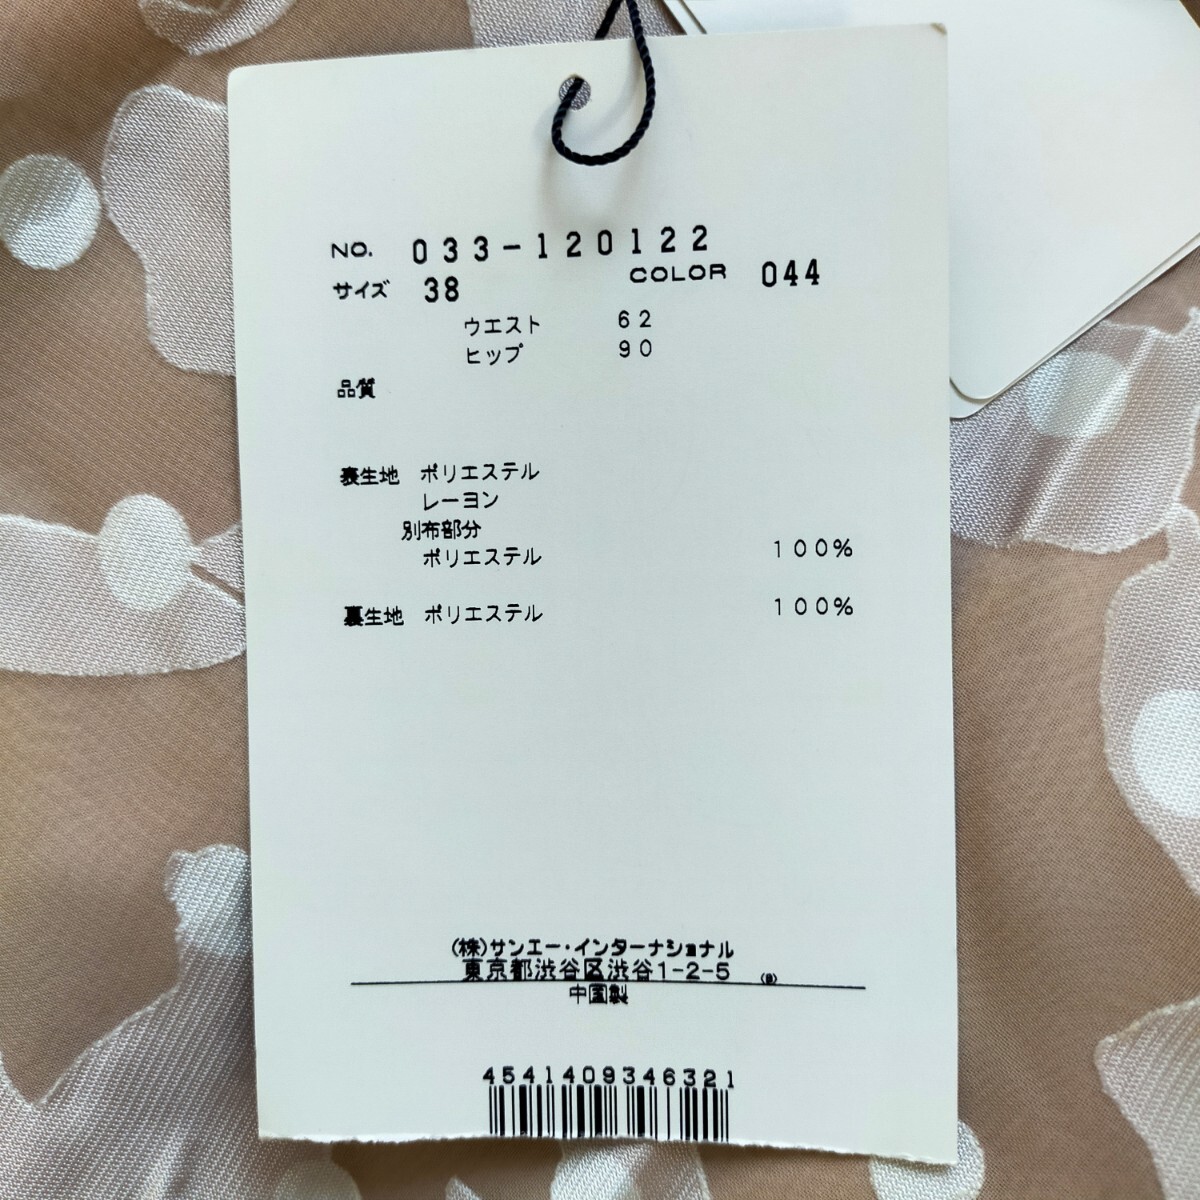 NO. 033-120122
サイズ 38 COLOR 044
ウエスト 62
ヒップ 90
品質
表生地 ポリエステル
レーヨン
別布部分
ポリエステル 100%
裏生地 ポリエステル 100%
(株)サンエー・インターナショナル
東京都渋谷区渋谷1-2-5
中国製
4541409346321